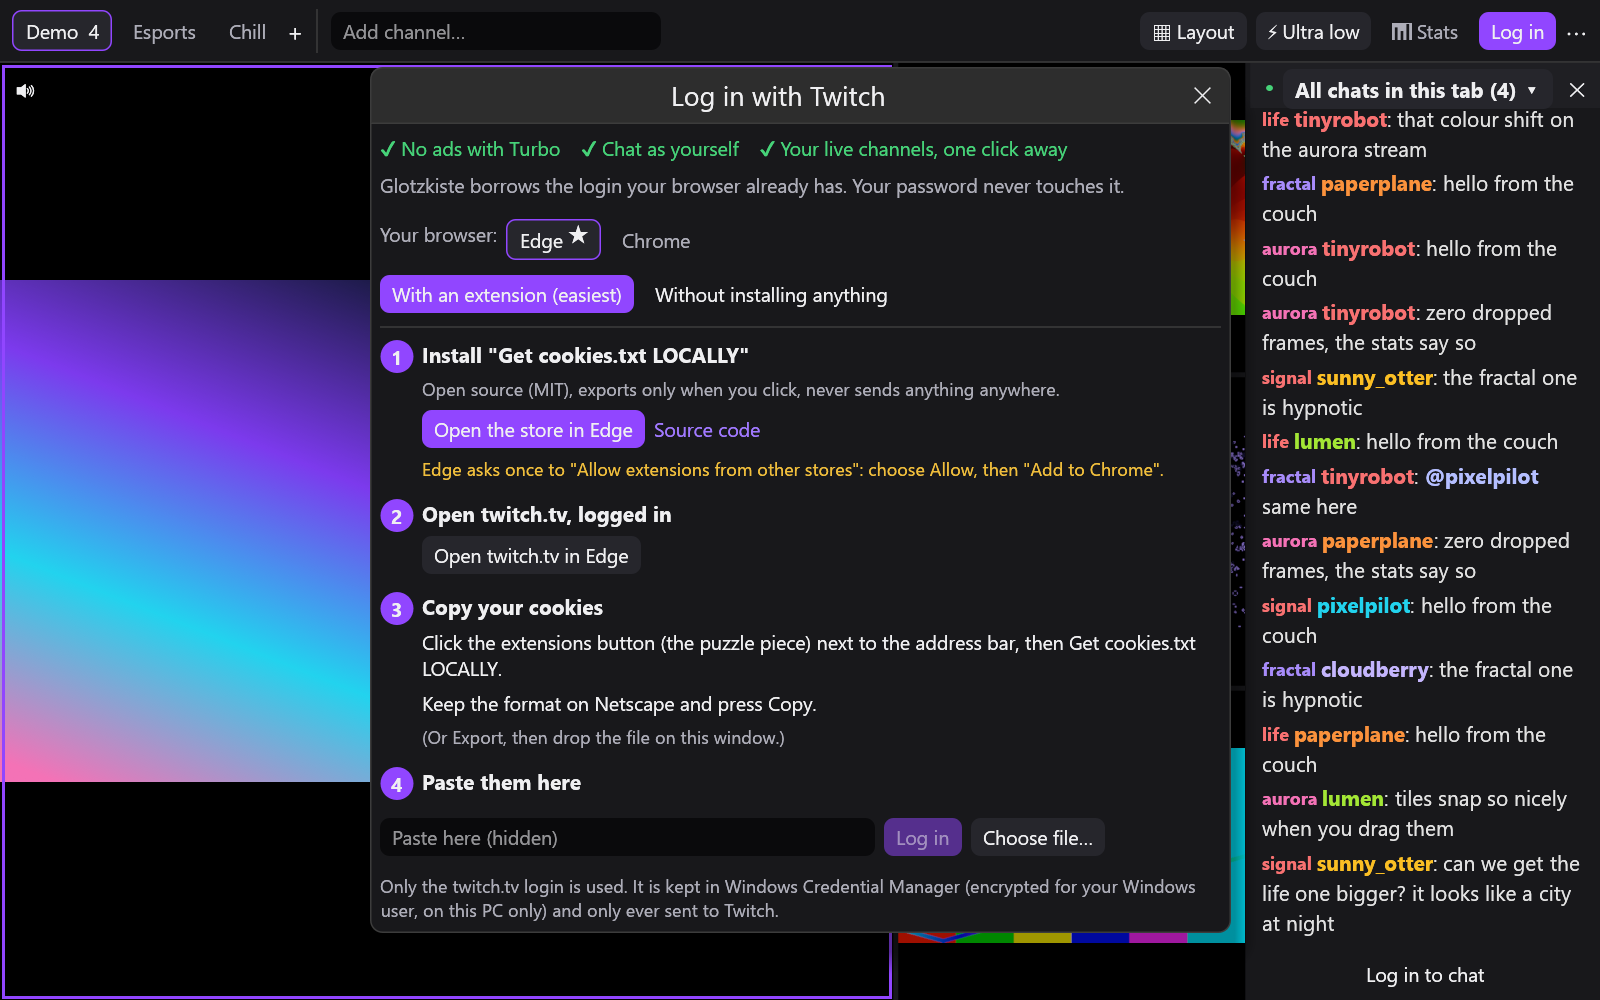 Demo 4 Esports Chill + Add channel... Layout ⚡ Ultra low Stats Log in ...
Log in with Twitch
✓ No ads with Turbo ✓ Chat as yourself ✓ Your live channels, one click away
Glotzkiste borrows the login your browser already has. Your password never touches it.
Your browser: Edge ★ Chrome
With an extension (easiest) Without installing anything
1 Install "Get cookies.txt LOCALLY"
Open source (MIT), exports only when you click, never sends anything anywhere.
Open the store in Edge Source code
Edge asks once to "Allow extensions from other stores": choose Allow, then "Add to Chrome".
2 Open twitch.tv, logged in
Open twitch.tv in Edge
3 Copy your cookies
Click the extensions button (the puzzle piece) next to the address bar, then Get cookies.txt
LOCALLY.
Keep the format on Netscape and press Copy.
(Or Export, then drop the file on this window.)
4 Paste them here
Paste here (hidden) Log in Choose file...
Only the twitch.tv login is used. It is kept in Windows Credential Manager (encrypted for your Windows
user, on this PC only) and only ever sent to Twitch.
All chats in this tab (4) ▾
life tinyrobot: that colour shift on
the aurora stream
fractal paperplane: hello from the
couch
aurora tinyrobot: hello from the
couch
aurora tinyrobot: zero dropped
frames, the stats say so
signal sunny_otter: the fractal one
is hypnotic
life lumen: hello from the couch
fractal tinyrobot: @pixelpilot
same here
aurora paperplane: zero dropped
frames, the stats say so
signal pixelpilot: hello from the
couch
fractal cloudberry: the fractal one
is hypnotic
life paperplane: hello from the
couch
aurora lumen: tiles snap so nicely
when you drag them
signal sunny_otter: can we get the
life one bigger? it looks like a city
at night
Log in to chat